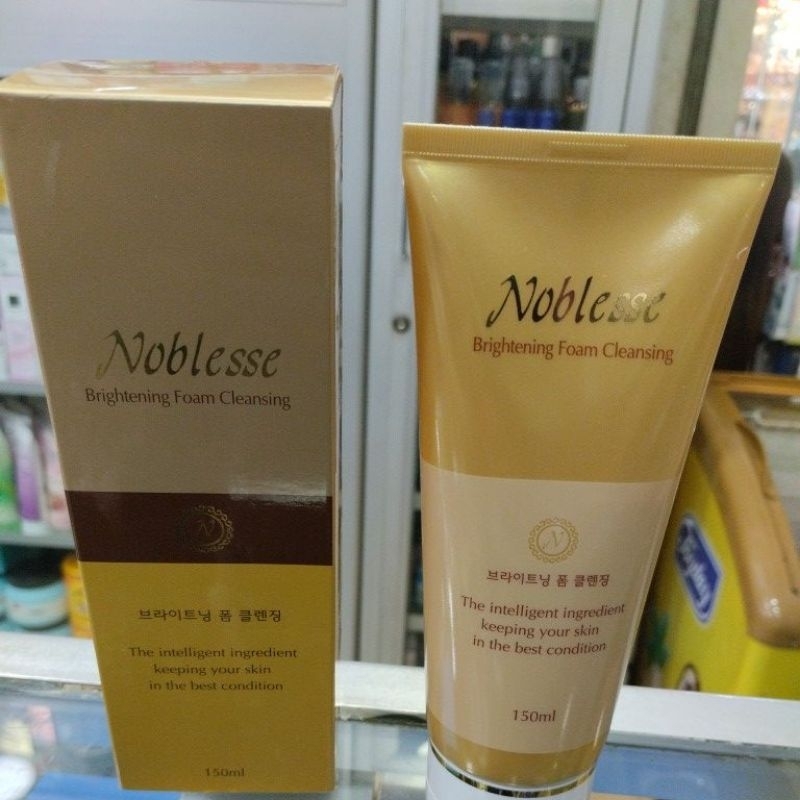 Noblesse
Brightening Foam Cleansing
N
브라이트닝 폼 클렌징
The intelligent ingredient
keeping your skin
in the best condition
150ml
Noblesse
Brightening Foam Cleansing
N
브라이트닝 폼 클렌징
The intelligent ingredient
keeping your skin
in the best condition
150ml